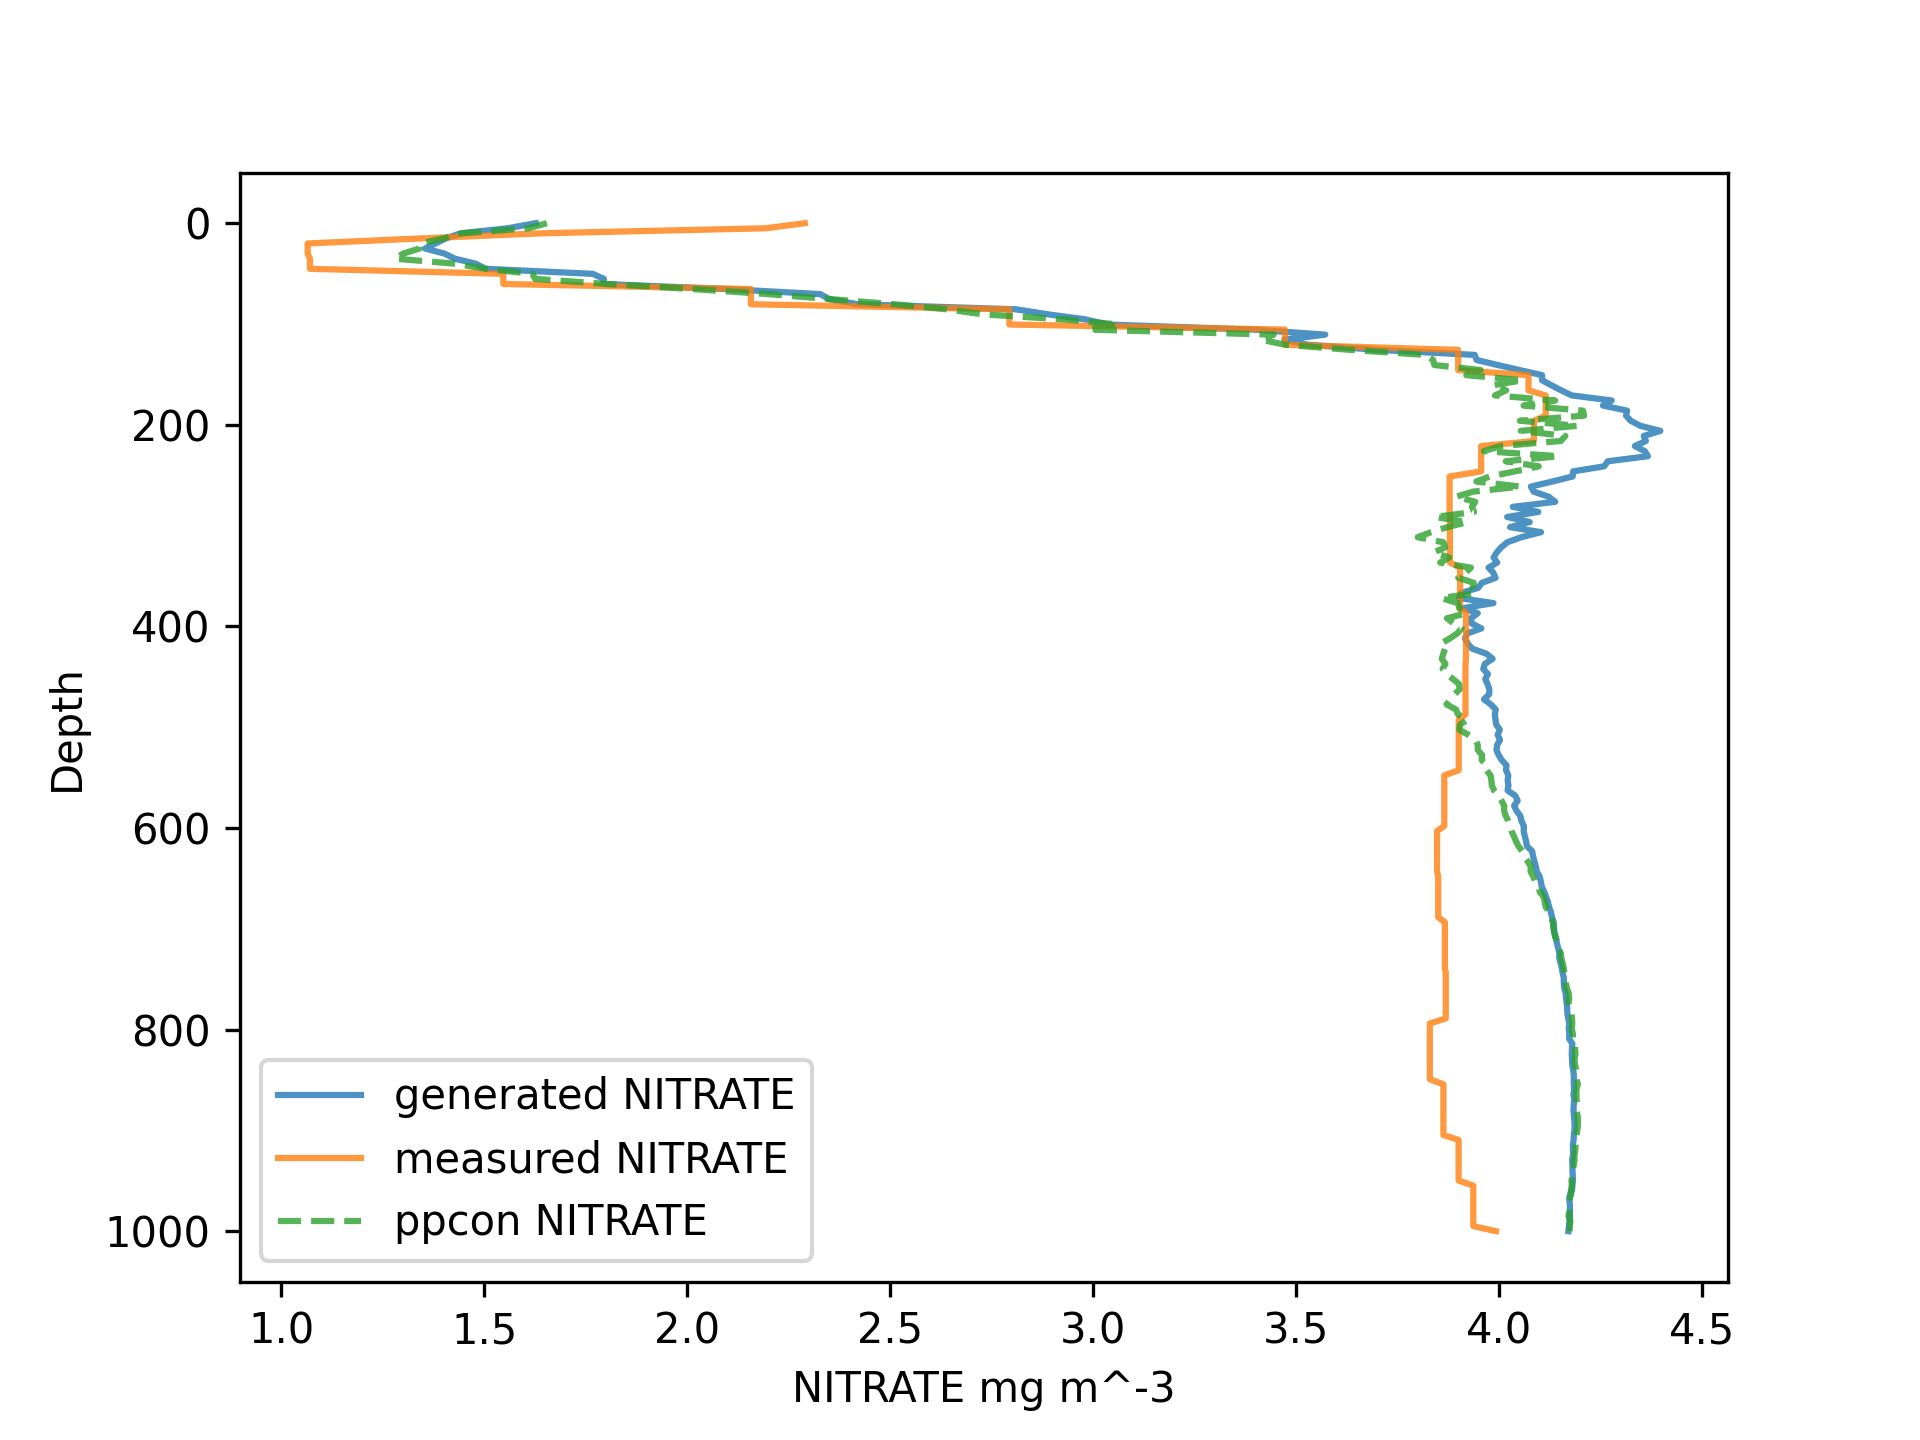 0
200
400
600
800
1000
Depth
generated NITRATE
measured NITRATE
ppcon NITRATE
1.0 1.5 2.0 2.5 3.0 3.5 4.0 4.5
NITRATE mg m^-3